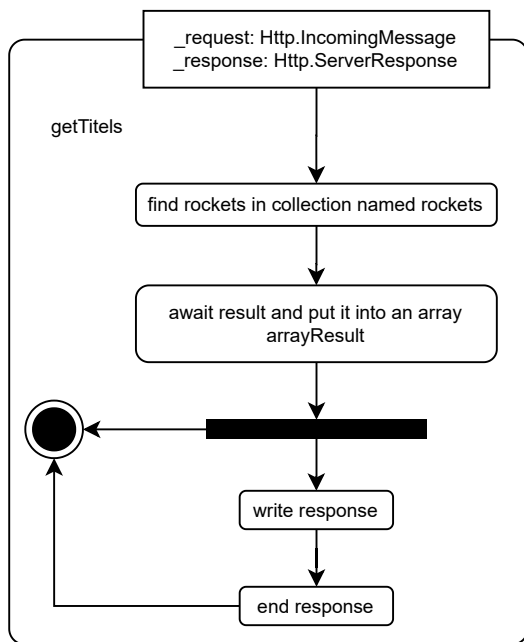 _request: Http.IncomingMessage
_response: Http.ServerResponse
getTitels
find rockets in collection named rockets
await result and put it into an array
arrayResult
write response
end response